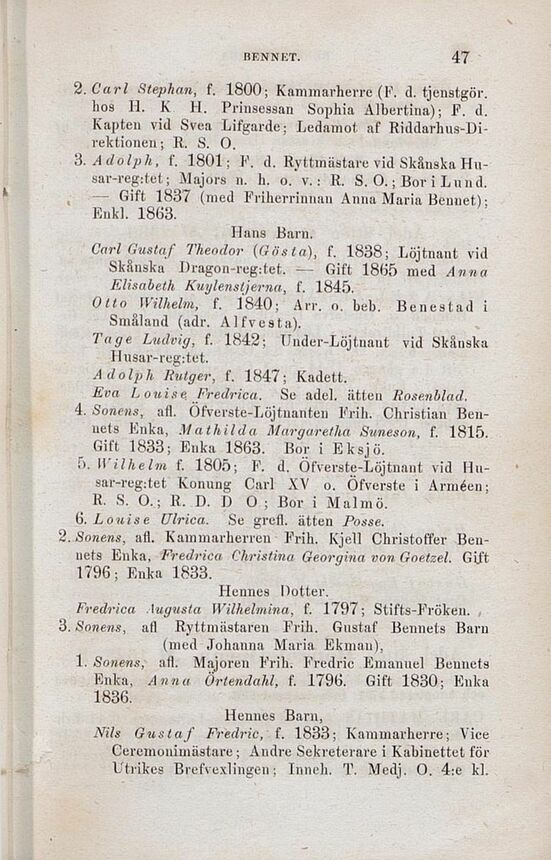 BENNET. 47
2. Carl Stephan, f. 1800; Kammarherre (F. d. tjenstgör.
hos H. K H. Prinsessan Sophia Albertina); F. d.
Kapten vid Svea Lifgarde; Ledamot af Riddarhus-Di-
rektionen; R. S. O.
3. Adolph, f. 1801; F. d. Ryttmästare vid Skånska Hu-
sar-reg:tet; Majors n. h. o. v.: R. S. O.; Bor i Lund.
— Gift 1837 (med Friherrinnan Anna Maria Bennet);
Enkl. 1863.
Hans Barn.
Carl Gustaf Theodor (Gösta), f. 1838; Löjtnant vid
Skånska Dragon-reg:tet. — Gift 1865 med Anna
Elisabeth Kuylenstjerna, f. 1845.
Otto Wilhelm, f. 1840; Arr. o. beb. Benestad i
Småland (adr. Alfvesta).
Tage Ludvig, f. 1842; Under-Löjtnant vid Skånska
Husar-reg:tet.
Adolph Rutger, f. 1847; Kadett.
Eva Louise Fredrica. Se adel. ätten Rosenblad.
4. Sonens, afl. Öfverste-Löjtnanten Frih. Christian Ben-
nets Enka, Mathilda Margaretha Suneson, f. 1815.
Gift 1833; Enka 1863. Bor i Eksjö.
5. Wilhelm f. 1805; F. d. Öfverste-Löjtnant vid Hu-
sar-reg:tet Konung Carl XV o. Öfverste i Arméen;
R. S. O.; R. D. D O; Bor i Malmö.
6. Louise Ulrica. Se grefl. ätten Posse.
2. Sonens, afl. Kammarherren Frih. Kjell Christoffer Ben-
nets Enka, Fredrica Christina Georgina von Goetzel. Gift
1796; Enka 1833.
Hennes Dotter.
Fredrica Augusta Wilhelmina, f. 1797; Stifts-Fröken.
3. Sonens, afl Ryttmästaren Frih. Gustaf Bennets Barn
(med Johanna Maria Ekman),
1. Sonens, afl. Majoren Frih. Fredric Emanuel Bennets
Enka, Anna Örtendahl, f. 1796. Gift 1830; Enka
1836.
Hennes Barn,
Nils Gustaf Fredric, f. 1833; Kammarherre; Vice
Ceremonimästare; Andre Sekreterare i Kabinettet för
Utrikes Brefvexlingen; Inneh. T. Medj. O. 4:e kl.